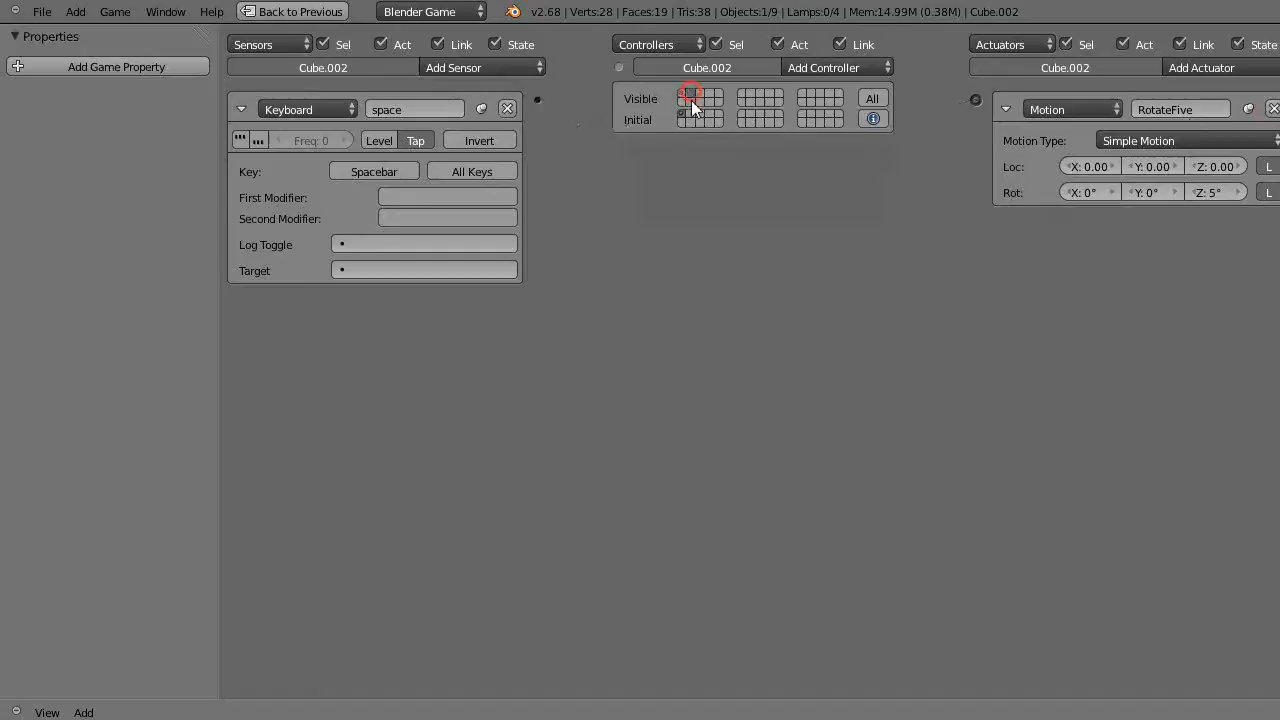 File Add Game Window Help Back to Previous Blender Game v2.68 | Verts:28 | Faces:19 | Tris:38 | Objects:1/9 | Lamps:0/4 | Mem:14.99M (0.38M) | Cube.002
Properties
Add Game Property
Sensors Sel Act Link State
Cube.002 Add Sensor
Keyboard space
Freq: 0 Level Tap Invert
Key: Spacebar All Keys
First Modifier:
Second Modifier:
Log Toggle
Target
Controllers Sel Act Link
Cube.002 Add Controller
Visible All
Initial
Actuators Sel Act Link State
Cube.002 Add Actuator
Motion RotateFive
Motion Type: Simple Motion
Loc: X: 0.00 Y: 0.00 Z: 0.00 L
Rot: X: 0° Y: 0° Z: 5° L
View Add